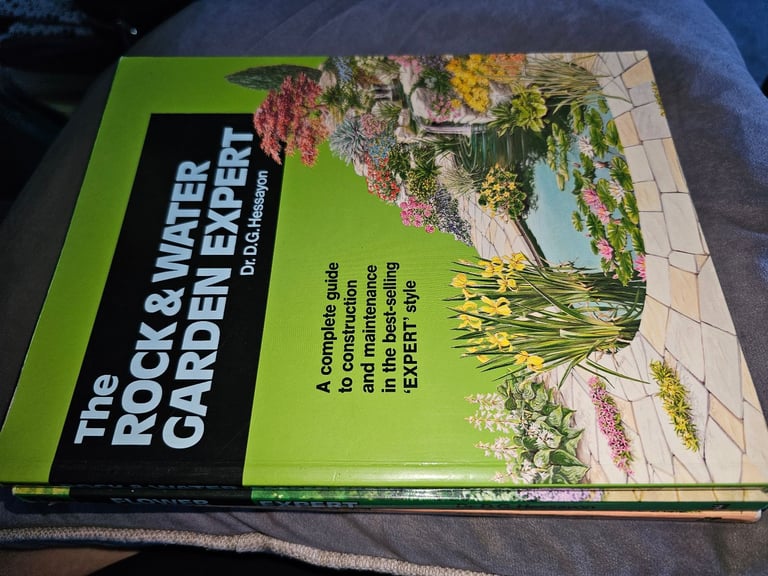 The
ROCK & WATER
GARDEN EXPERT
Dr. D.G. Hessayon
A complete guide
to construction
and maintenance
in the best-selling
‘EXPERT’ style
FLOWER EXPERT